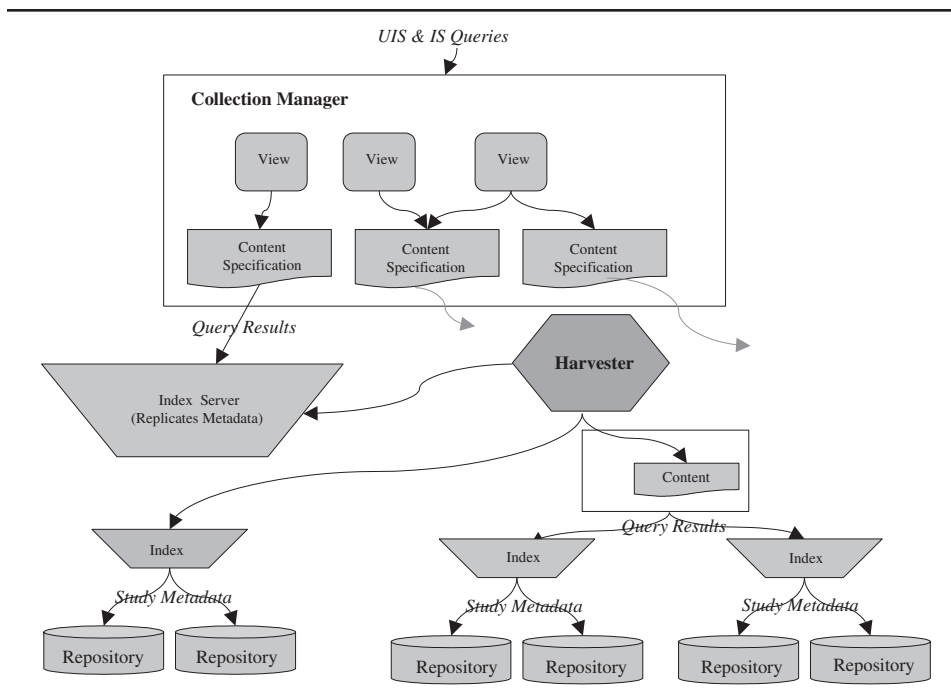 UIS & IS Queries
Collection Manager
View
View
View
Content
Specification
Content
Specification
Content
Specification
Query Results
Harvester
Index Server
(Replicates Metadata)
Content
Query Results
Index
Index
Index
Study Metadata
Study Metadata
Study Metadata
Repository
Repository
Repository
Repository
Repository
Repository